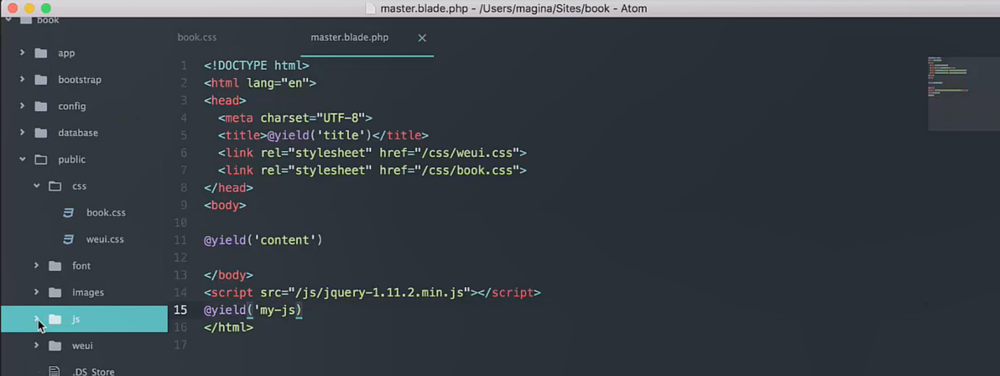 master.blade.php - /Users/magina/Sites/book - Atom
book
app
bootstrap
config
database
public
css
book.css
weui.css
font
images
js
weui
.DS_Store
book.css
master.blade.php
1 <!DOCTYPE html>
2 <html lang="en">
3 <head>
4 <meta charset="UTF-8">
5 <title>@yield('title')</title>
6 <link rel="stylesheet" href="/css/weui.css">
7 <link rel="stylesheet" href="/css/book.css">
8 </head>
9 <body>
10
11 @yield('content')
12
13 </body>
14 <script src="/js/jquery-1.11.2.min.js"></script>
15 @yield('my-js)
16 </html>
17